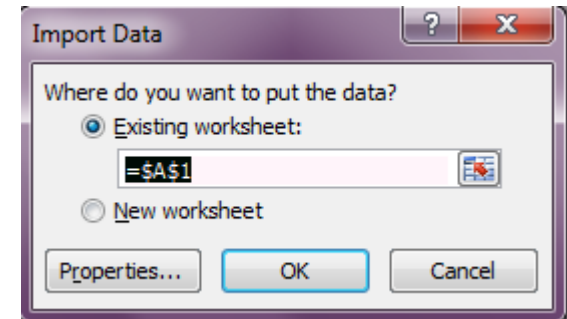 Import Data
? X
Where do you want to put the data?
Existing worksheet:
=$A$1
New worksheet
Properties... OK Cancel